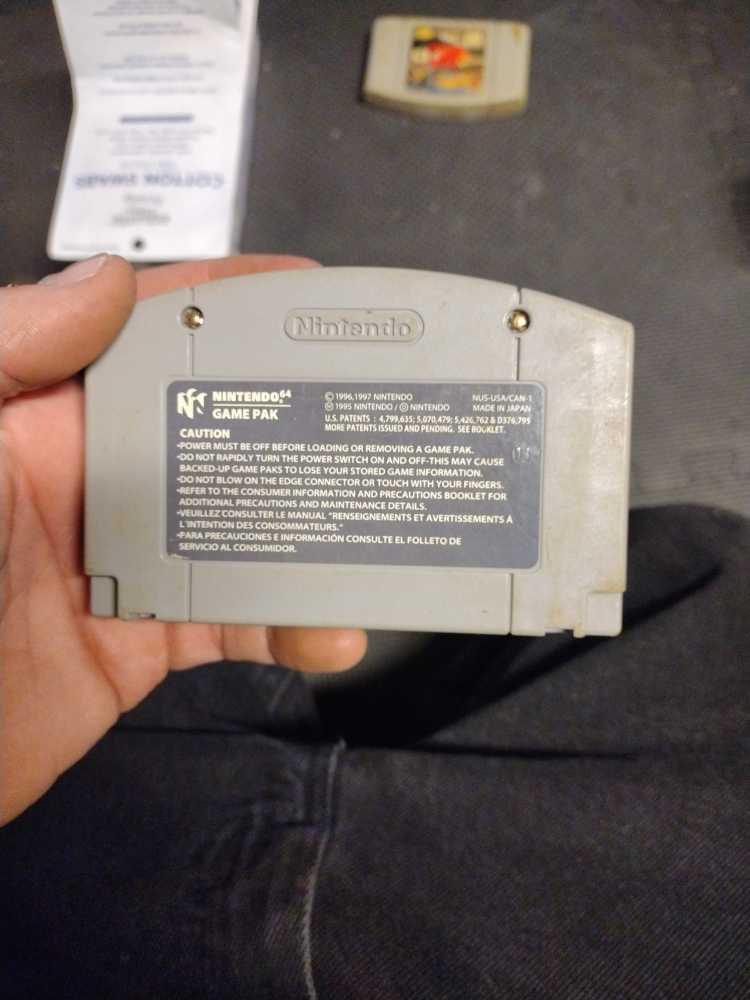 COTTON SWABS
Nintendo
NINTENDO 64
GAME PAK
© 1996,1997 NINTENDO
Ⓜ 1995 NINTENDO / Ⓓ NINTENDO
NUS-USA/CAN-1
MADE IN JAPAN
U.S. PATENTS : 4,799,635; 5,070,479; 5,426,762 & D376,795
MORE PATENTS ISSUED AND PENDING. SEE BOOKLET.
CAUTION
•POWER MUST BE OFF BEFORE LOADING OR REMOVING A GAME PAK.
•DO NOT RAPIDLY TURN THE POWER SWITCH ON AND OFF-THIS MAY CAUSE
BACKED-UP GAME PAKS TO LOSE YOUR STORED GAME INFORMATION.
•DO NOT BLOW ON THE EDGE CONNECTOR OR TOUCH WITH YOUR FINGERS.
•REFER TO THE CONSUMER INFORMATION AND PRECAUTIONS BOOKLET FOR
ADDITIONAL PRECAUTIONS AND MAINTENANCE DETAILS.
•VEUILLEZ CONSULTER LE MANUAL "RENSEIGNEMENTS ET AVERTISSEMENTS À
L'INTENTION DES CONSOMMATEURS."
•PARA PRECAUCIONES E INFORMACIÓN CONSULTE EL FOLLETO DE
SERVICIO AL CONSUMIDOR.